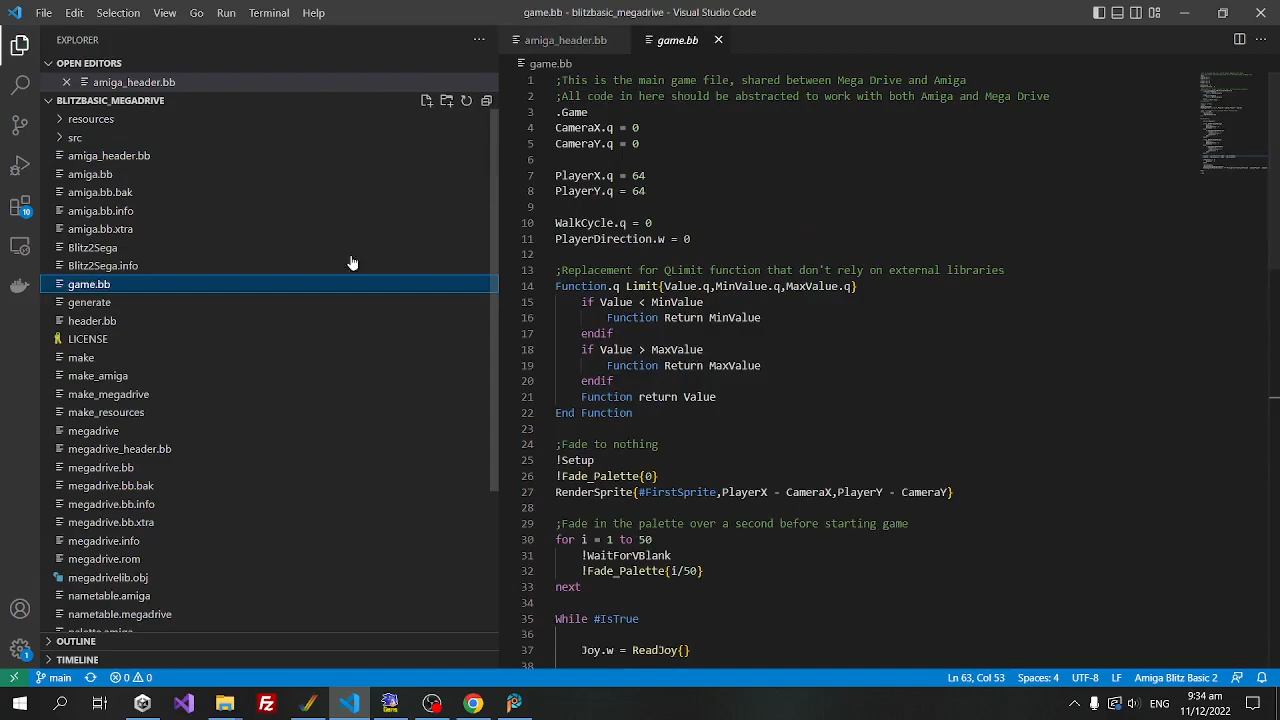 File Edit Selection View Go Run Terminal Help
game.bb - blitzbasic_megadrive - Visual Studio Code
EXPLORER
OPEN EDITORS
amiga_header.bb
BLITZBASIC_MEGADRIVE
resources
src
amiga_header.bb
amiga.bb
amiga.bb.bak
amiga.bb.info
amiga.bb.xtra
Blitz2Sega
Blitz2Sega.info
game.bb
generate
header.bb
LICENSE
make
make_amiga
make_megadrive
make_resources
megadrive
megadrive_header.bb
megadrive.bb
megadrive.bb.bak
megadrive.bb.info
megadrive.bb.xtra
megadrive.info
megadrive.rom
megadrivelib.obj
nametable.amiga
nametable.megadrive
palette.amiga
OUTLINE
TIMELINE
10
1
amiga_header.bb game.bb
game.bb
1 ;This is the main game file, shared between Mega Drive and Amiga
2 ;All code in here should be abstracted to work with both Amiga and Mega Drive
3 .Game
4 CameraX.q = 0
5 CameraY.q = 0
6
7 PlayerX.q = 64
8 PlayerY.q = 64
9
10 WalkCycle.q = 0
11 PlayerDirection.w = 0
12
13 ;Replacement for QLimit function that don't rely on external libraries
14 Function.q Limit{Value.q,MinValue.q,MaxValue.q}
15 if Value < MinValue
16 Function Return MinValue
17 endif
18 if Value > MaxValue
19 Function Return MaxValue
20 endif
21 Function return Value
22 End Function
23
24 ;Fade to nothing
25 !Setup
26 !Fade_Palette{0}
27 RenderSprite{#FirstSprite,PlayerX - CameraX,PlayerY - CameraY}
28
29 ;Fade in the palette over a second before starting game
30 for i = 1 to 50
31 !WaitForVBlank
32 !Fade_Palette{i/50}
33 next
34
35 While #IsTrue
36
37 Joy.w = ReadJoy{}
38
main 0 0 Ln 63, Col 53 Spaces: 4 UTF-8 LF Amiga Blitz Basic 2
ENG
9:34 am
11/12/2022